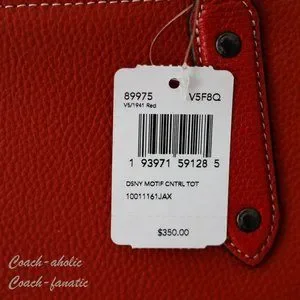 89975 V5F8Q
V5/1941 Red
1 93971 59128 5
DSNY MOTIF CNTRL TOT
10011161JAX
$350.00
Coach-aholic
Coach-fanatic